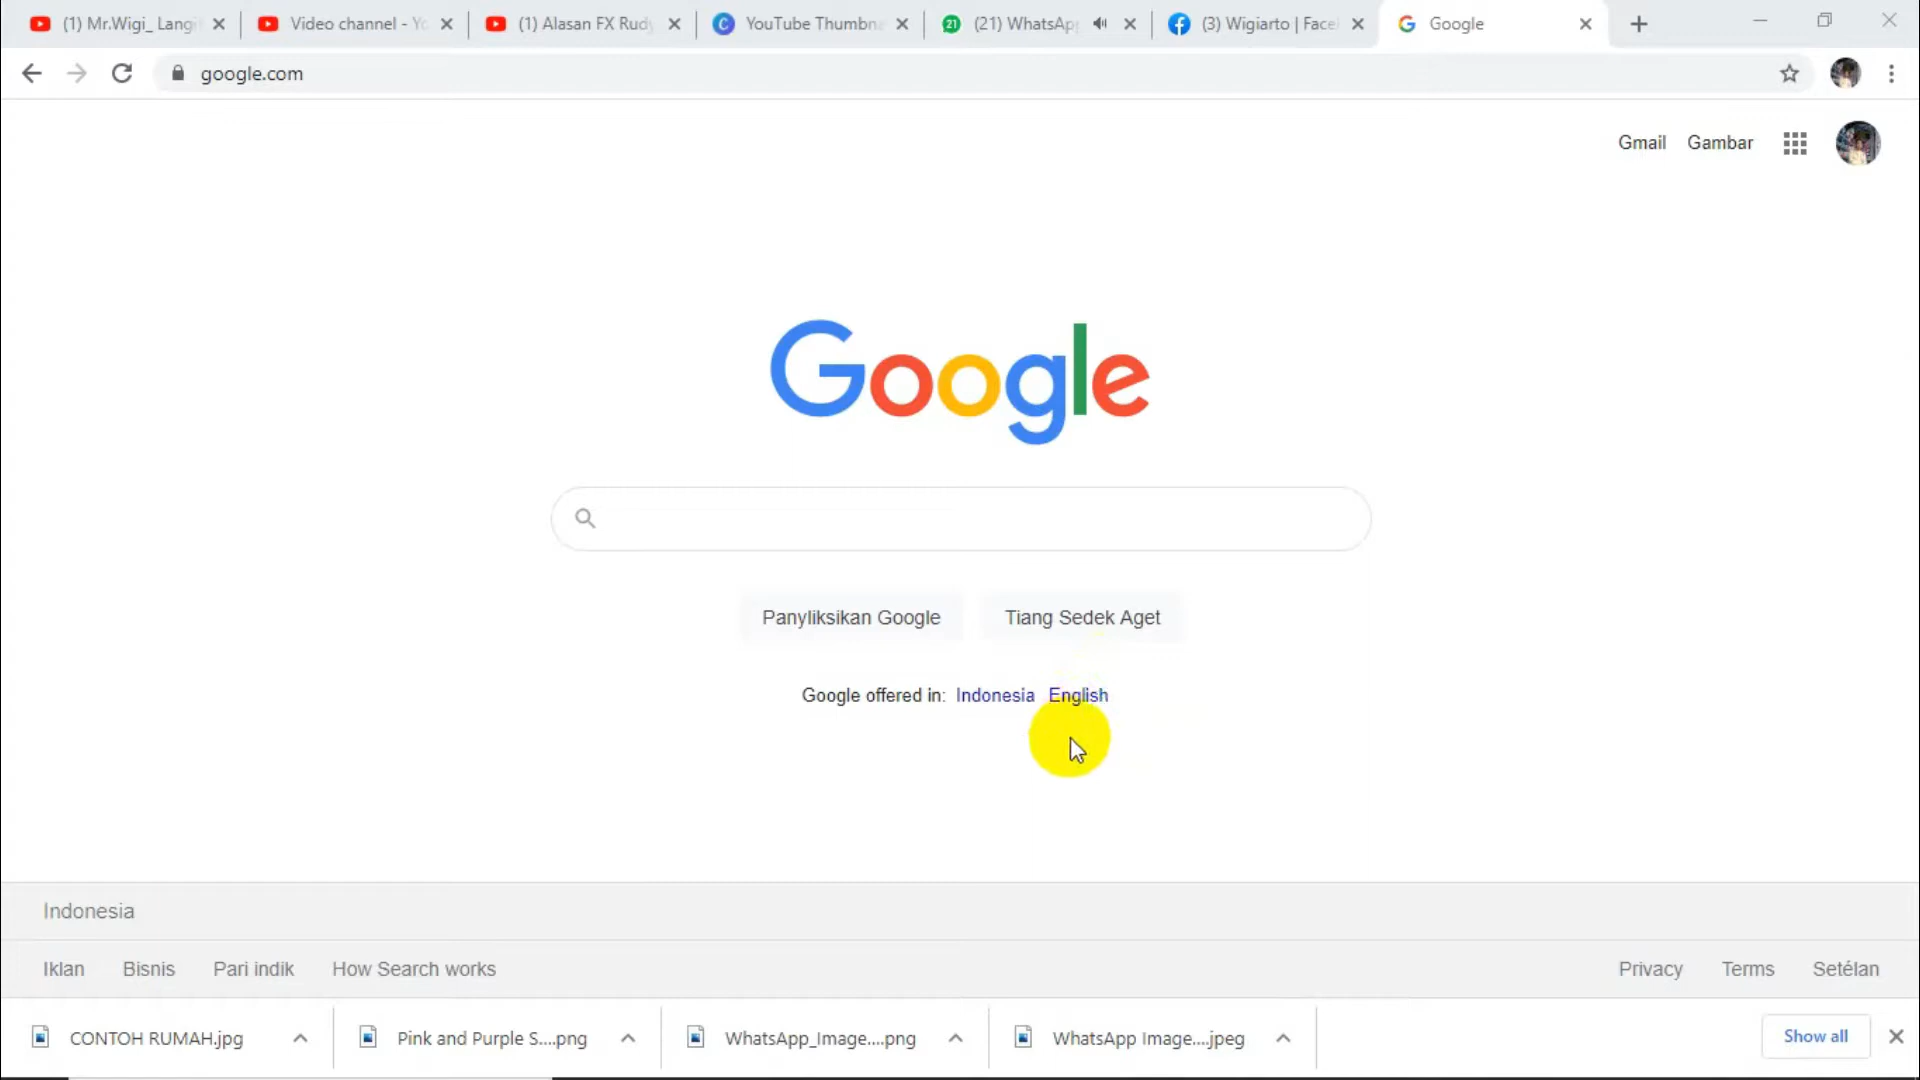 (1) Mr.Wigi_ Langi
Video channel - Yo
(1) Alasan FX Rudy
YouTube Thumbna
21 (21) WhatsApp
(3) Wigiarto | Face
Google
google.com
Gmail Gambar
Google
Panyliksikan Google Tiang Sedek Aget
Google offered in: Indonesia English
Indonesia
Iklan Bisnis Pari indik How Search works
Privacy Terms Setélan
CONTOH RUMAH.jpg
Pink and Purple S....png
WhatsApp_Image....png
WhatsApp Image....jpeg
Show all